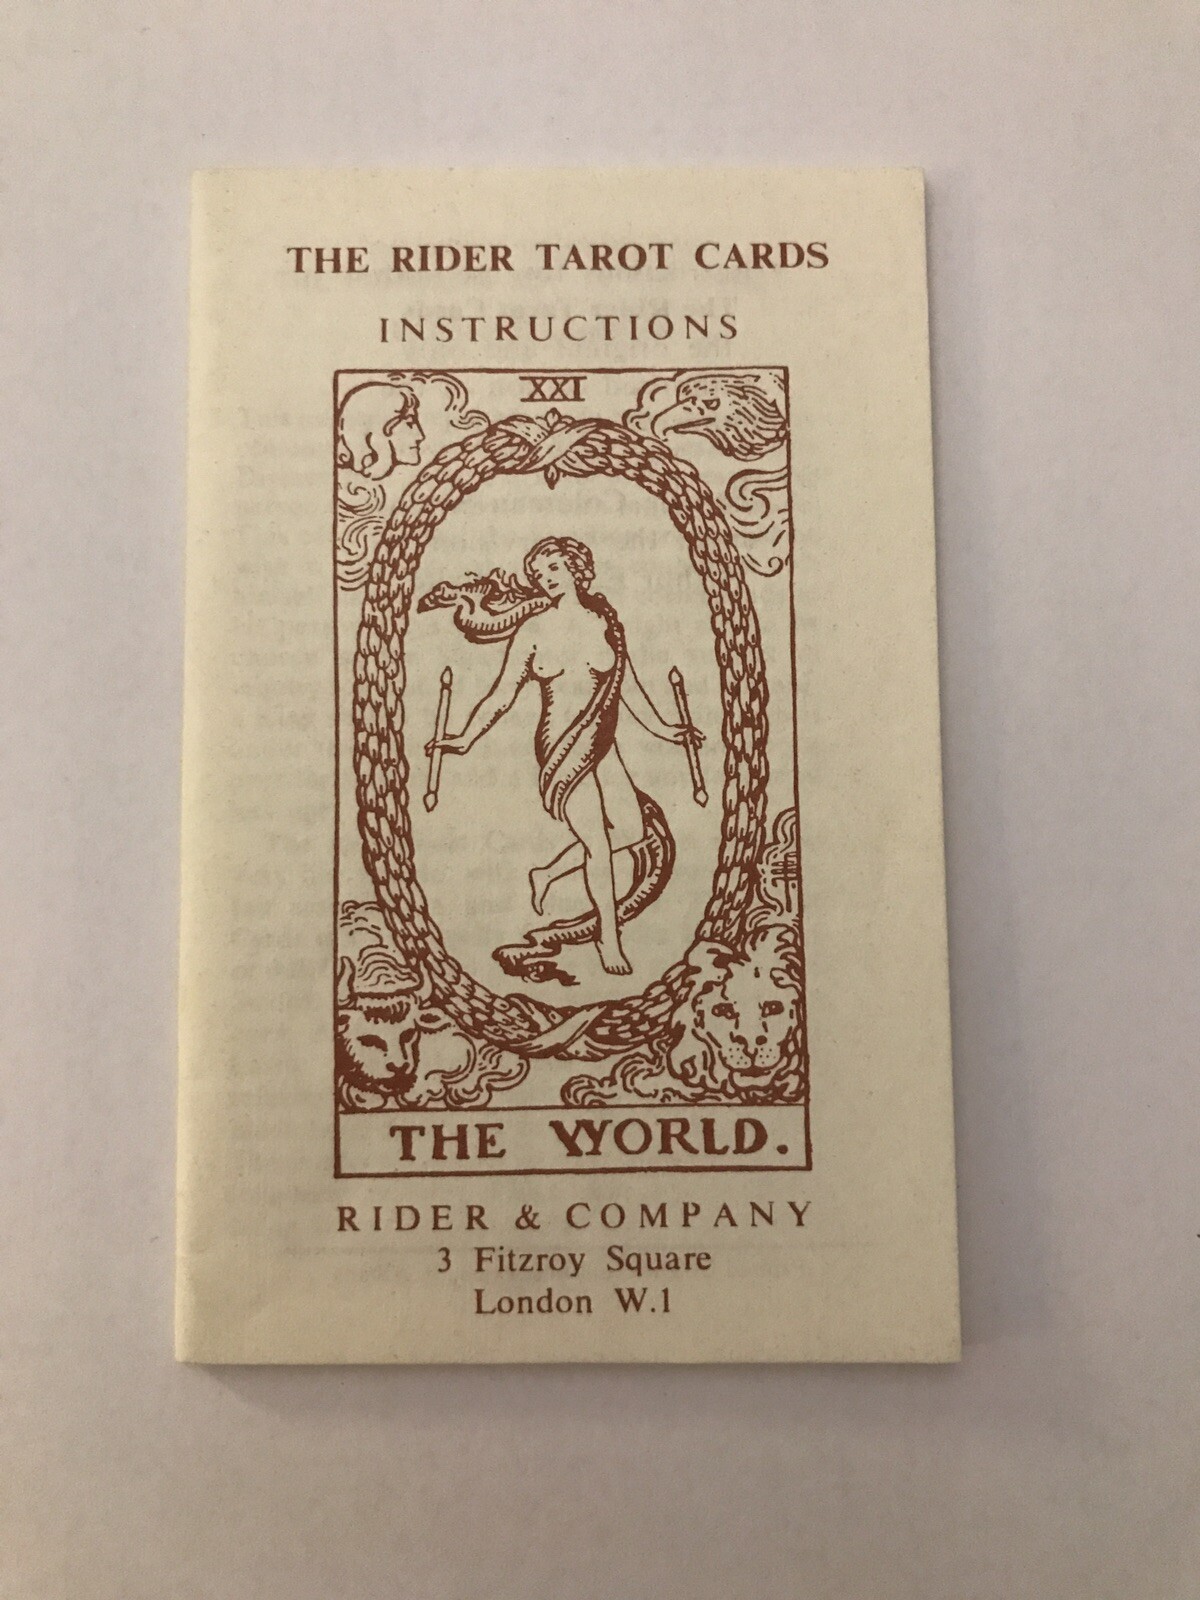 THE RIDER TAROT CARDS
INSTRUCTIONS
XXI
THE WORLD.
RIDER & COMPANY
3 Fitzroy Square
London W.1